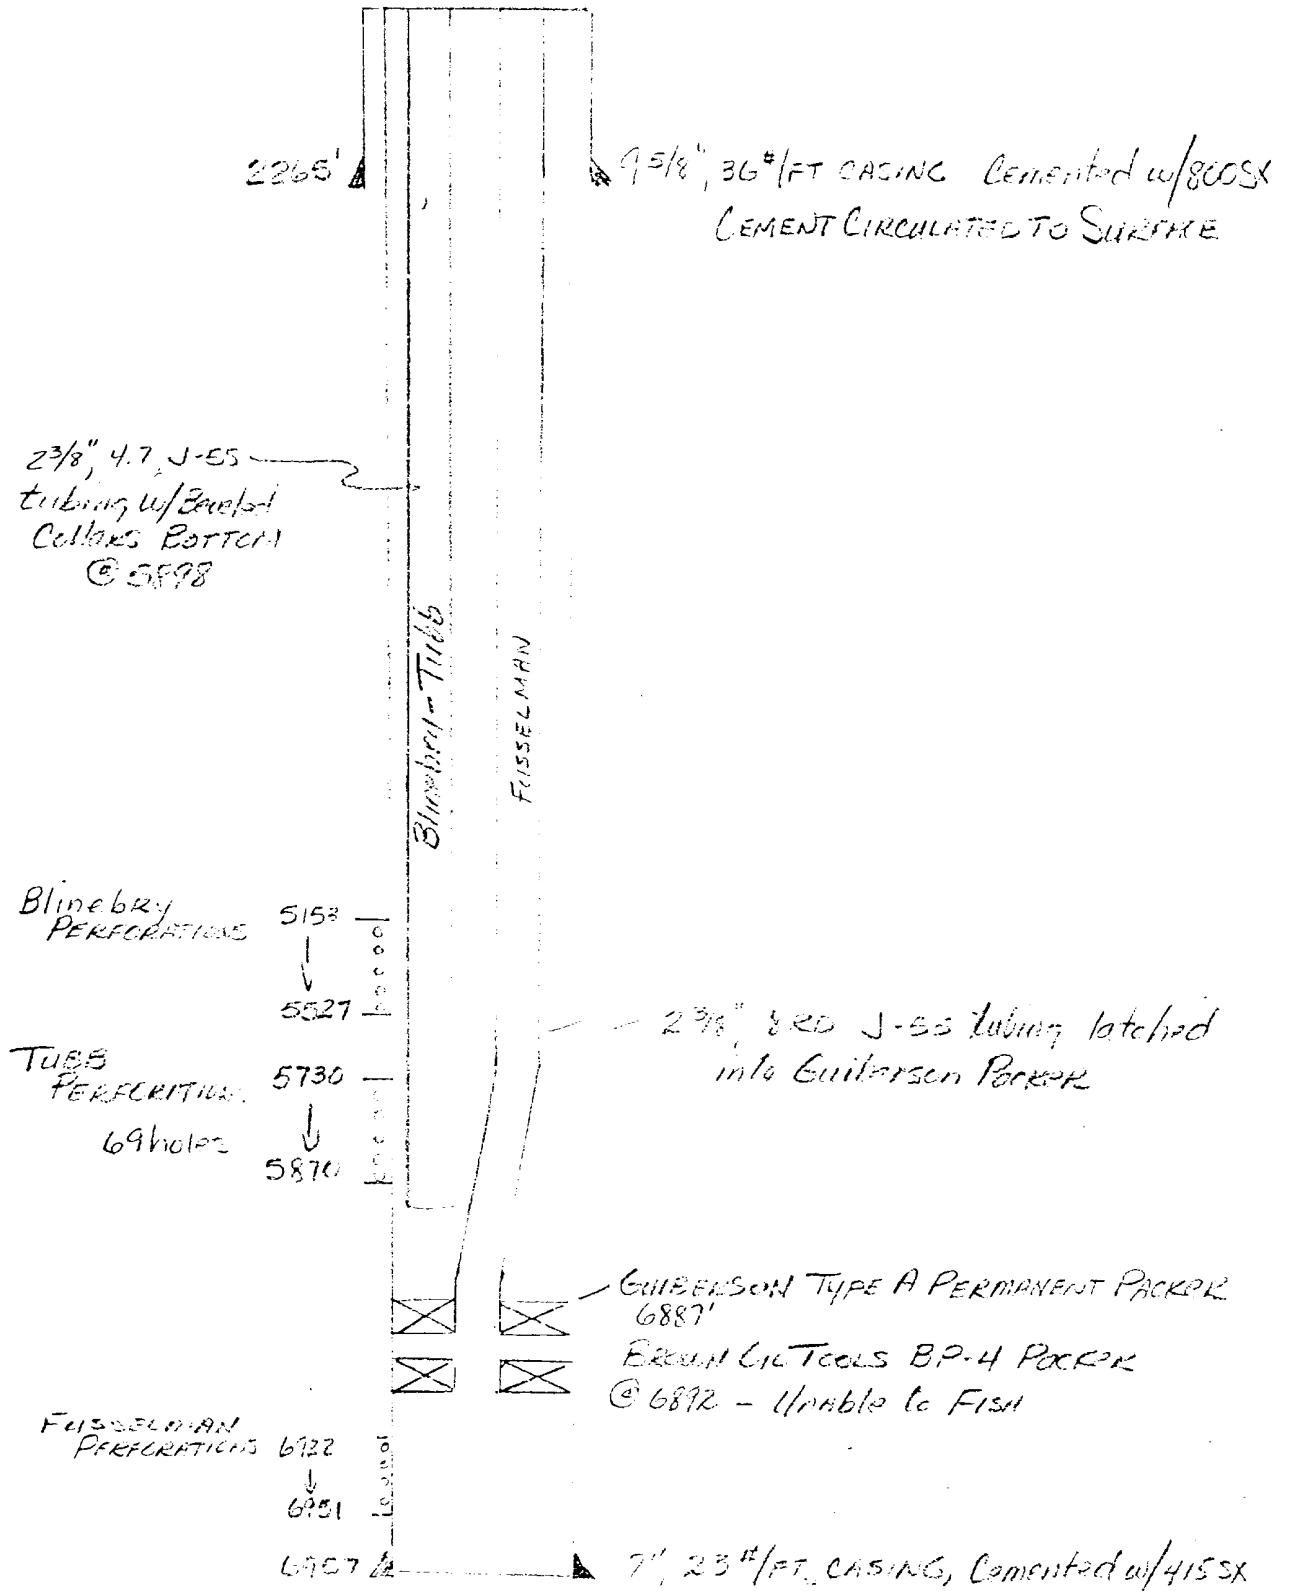 2265'
9 5/8", 36#/FT CASING Cemented w/800SX
CEMENT CIRCULATED TO SURFACE
2 3/8", 4.7, J-55
tubing w/Beveled
Collars BOTTOM
@ 5898
Blinebry-Tubb
FUSSELMAN
Blinebry
PERFORATIONS
5153
5527
2 3/8", 8RD J-55 tubing latched
into Guiberson Packer
TUBB
PERFORATIONS
69 holes
5730
5870
GUIBERSON TYPE A PERMANENT PACKER
6887'
BROWN OIL TOOLS BP-4 PACKER
@ 6892 - Unable to FISH
FUSSELMAN
PERFORATIONS 6922
6951
7", 23#/FT CASING, Cemented w/415SX